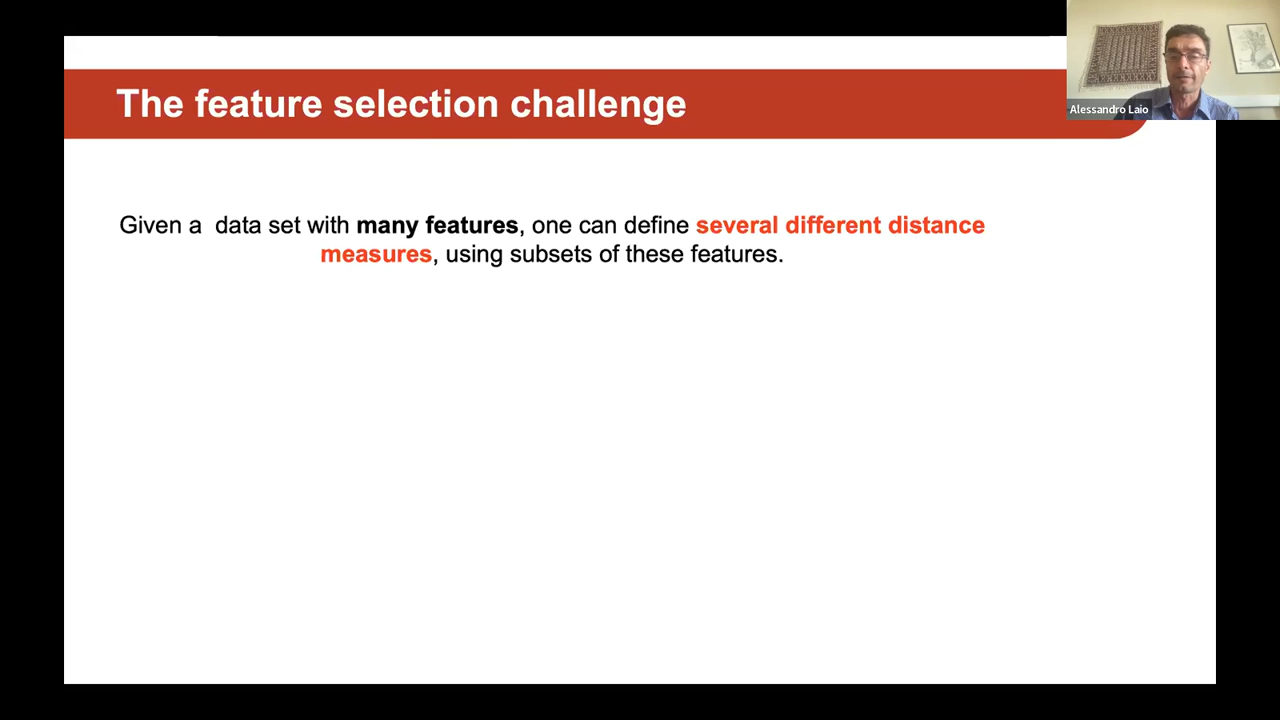 The feature selection challenge
Alessandro Laio
Given a data set with many features, one can define several different distance
measures, using subsets of these features.